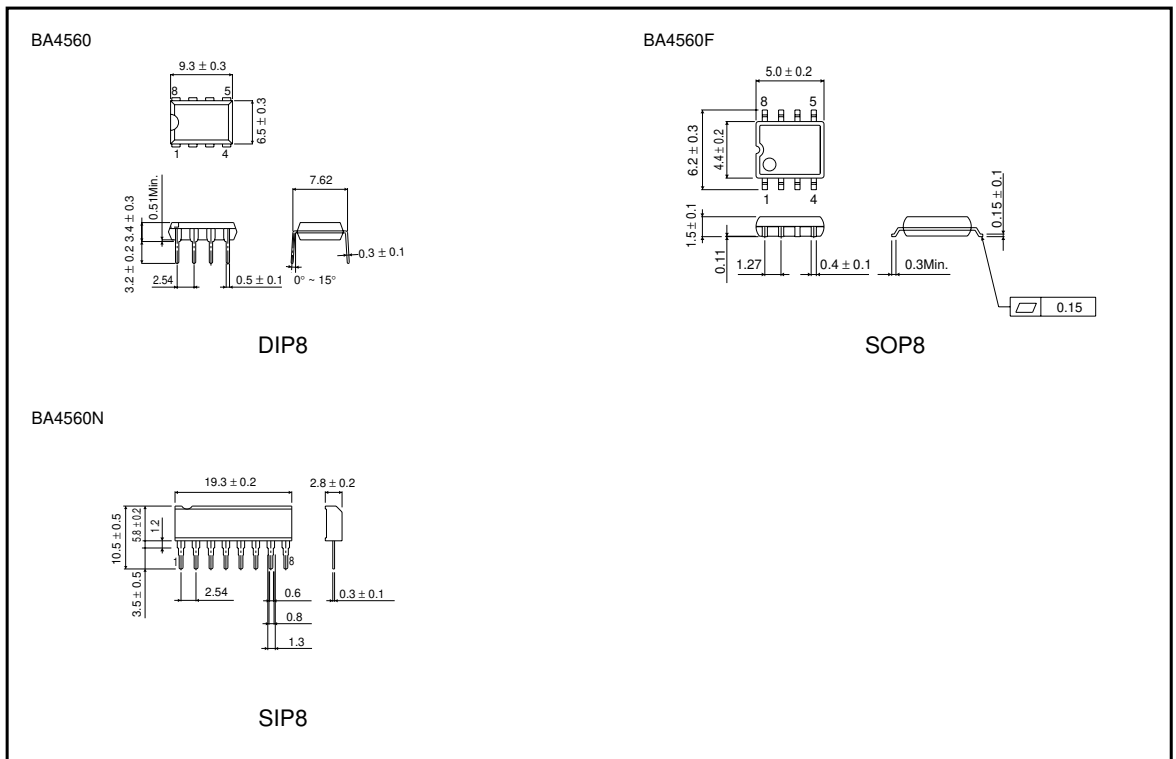 BA4560
9.3 ± 0.3
8 5
6.5 ± 0.3
1 4
0.51Min.
3.2 ± 0.2 3.4 ± 0.3
7.62
2.54
0.5 ± 0.1
0° ~ 15°
0.3 ± 0.1
DIP8
BA4560F
5.0 ± 0.2
8 5
6.2 ± 0.3
4.4 ± 0.2
1 4
1.5 ± 0.1
0.11
1.27
0.4 ± 0.1
0.3Min.
0.15 ± 0.1
0.15
SOP8
BA4560N
19.3 ± 0.2
2.8 ± 0.2
10.5 ± 0.5
5.8 ± 0.2
1.2
3.5 ± 0.5
1 8
2.54
0.6
0.8
1.3
0.3 ± 0.1
SIP8